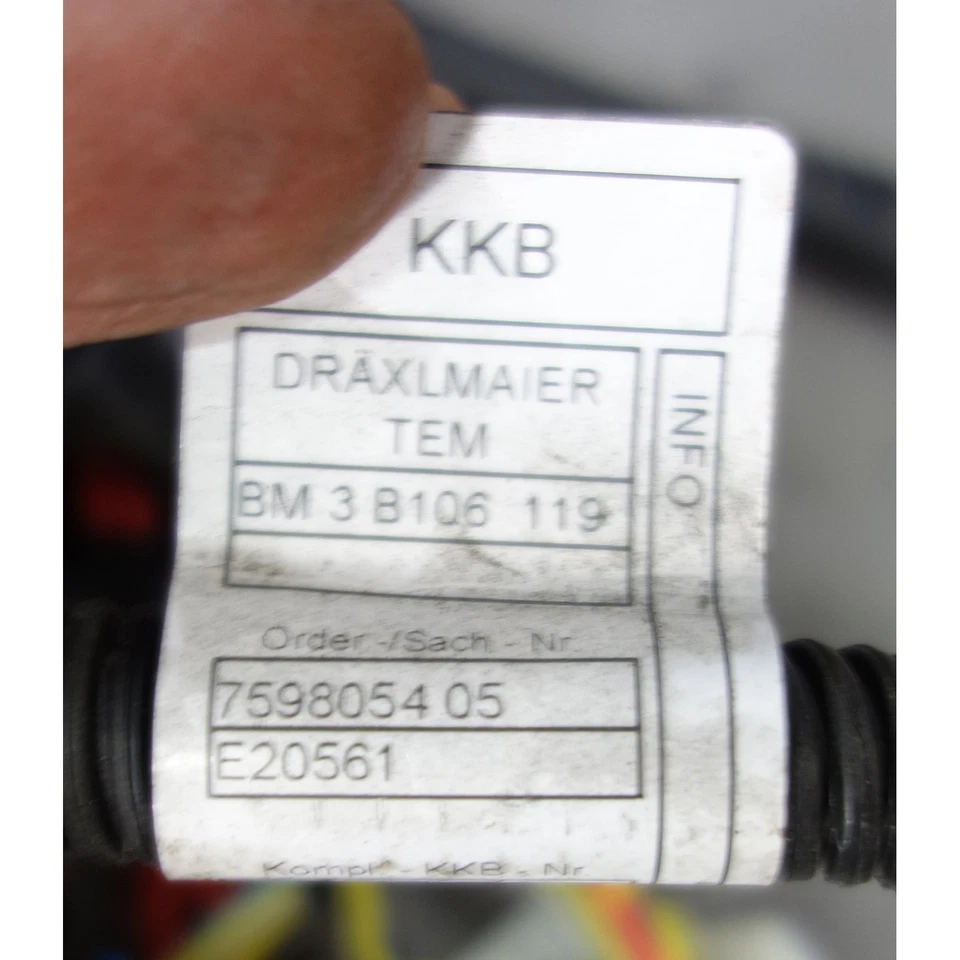 KKB
DRÄXLMAIER
TEM
INFO
BM 3 B106 119
Order -/Sach - Nr.
7598054 05
E20561
Kompl. - KKB - Nr.